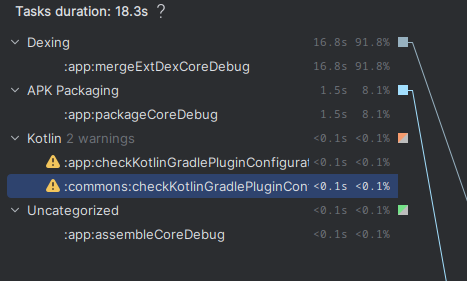 Tasks duration: 18.3s ?
Dexing 16.8s 91.8%
:app:mergeExtDexCoreDebug 16.8s 91.8%
APK Packaging 1.5s 8.1%
:app:packageCoreDebug 1.5s 8.1%
Kotlin 2 warnings <0.1s <0.1%
:app:checkKotlinGradlePluginConfigurat <0.1s <0.1%
:commons:checkKotlinGradlePluginCon <0.1s <0.1%
Uncategorized <0.1s <0.1%
:app:assembleCoreDebug <0.1s <0.1%